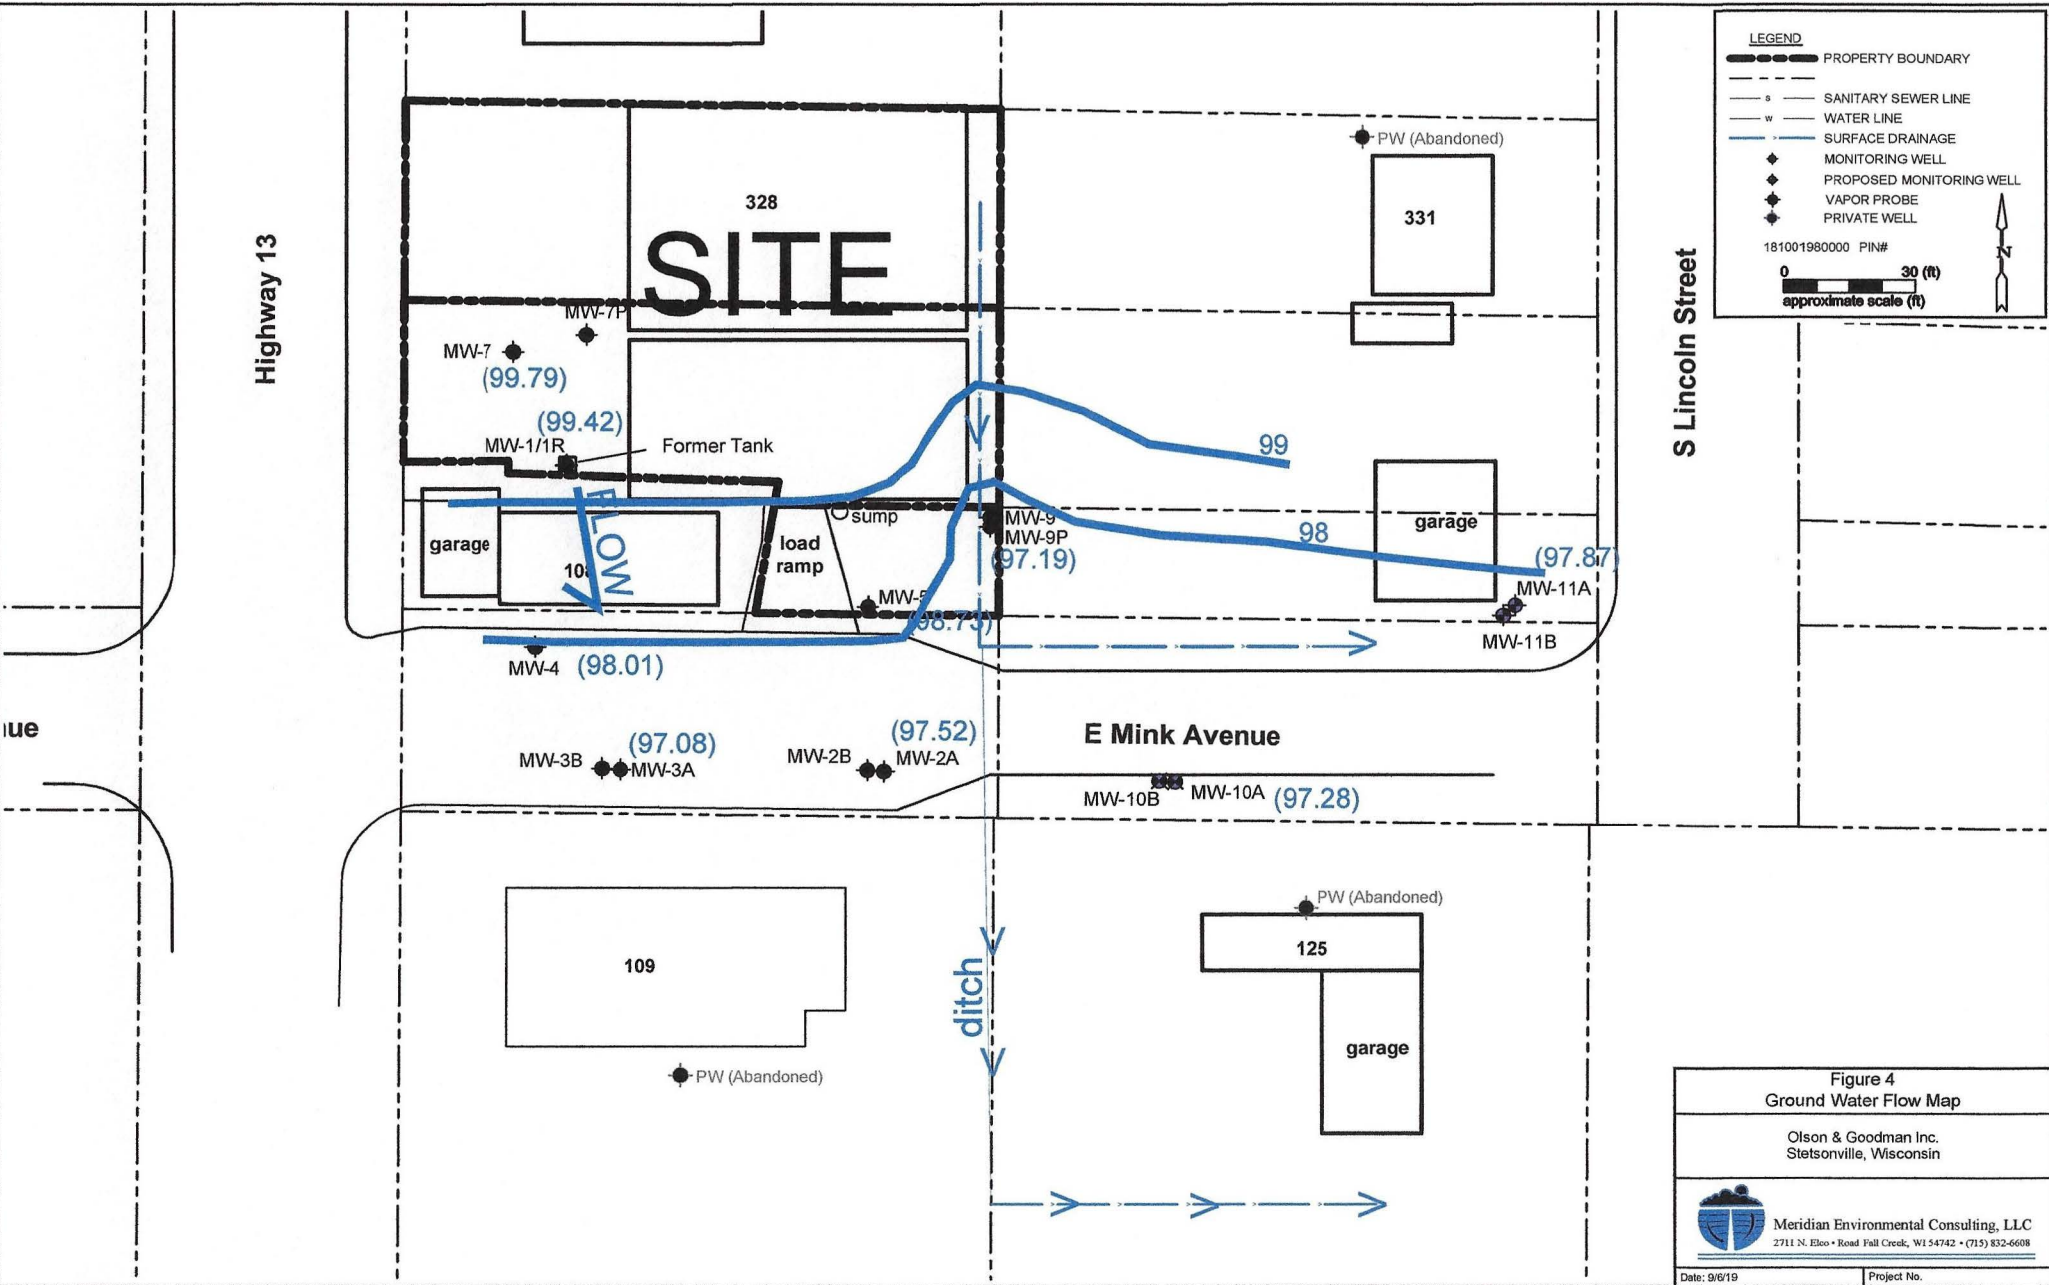 LEGEND
PROPERTY BOUNDARY
s SANITARY SEWER LINE
w WATER LINE
SURFACE DRAINAGE
MONITORING WELL
PROPOSED MONITORING WELL
VAPOR PROBE
PRIVATE WELL
181001980000 PIN#
N
0 30 (ft)
approximate scale (ft)
Highway 13
S Lincoln Street
328
SITE
PW (Abandoned)
331
MW-7P
MW-7
(99.79)
(99.42)
MW-1/1R
Former Tank
99
FLOW
sump
MW-9
MW-9P
(97.19)
98
garage
(97.87)
MW-11A
MW-11B
garage
load
ramp
MW-5
(98.73)
MW-4
(98.01)
E Mink Avenue
(97.08)
MW-3B
MW-3A
(97.52)
MW-2B
MW-2A
MW-10B
MW-10A
(97.28)
109
PW (Abandoned)
ditch
PW (Abandoned)
125
garage
Figure 4
Ground Water Flow Map
Olson & Goodman Inc.
Stetsonville, Wisconsin
Meridian Environmental Consulting, LLC
2711 N. Elco • Road Fall Creek, WI 54742 • (715) 832-6608
Date: 9/6/19
Project No.